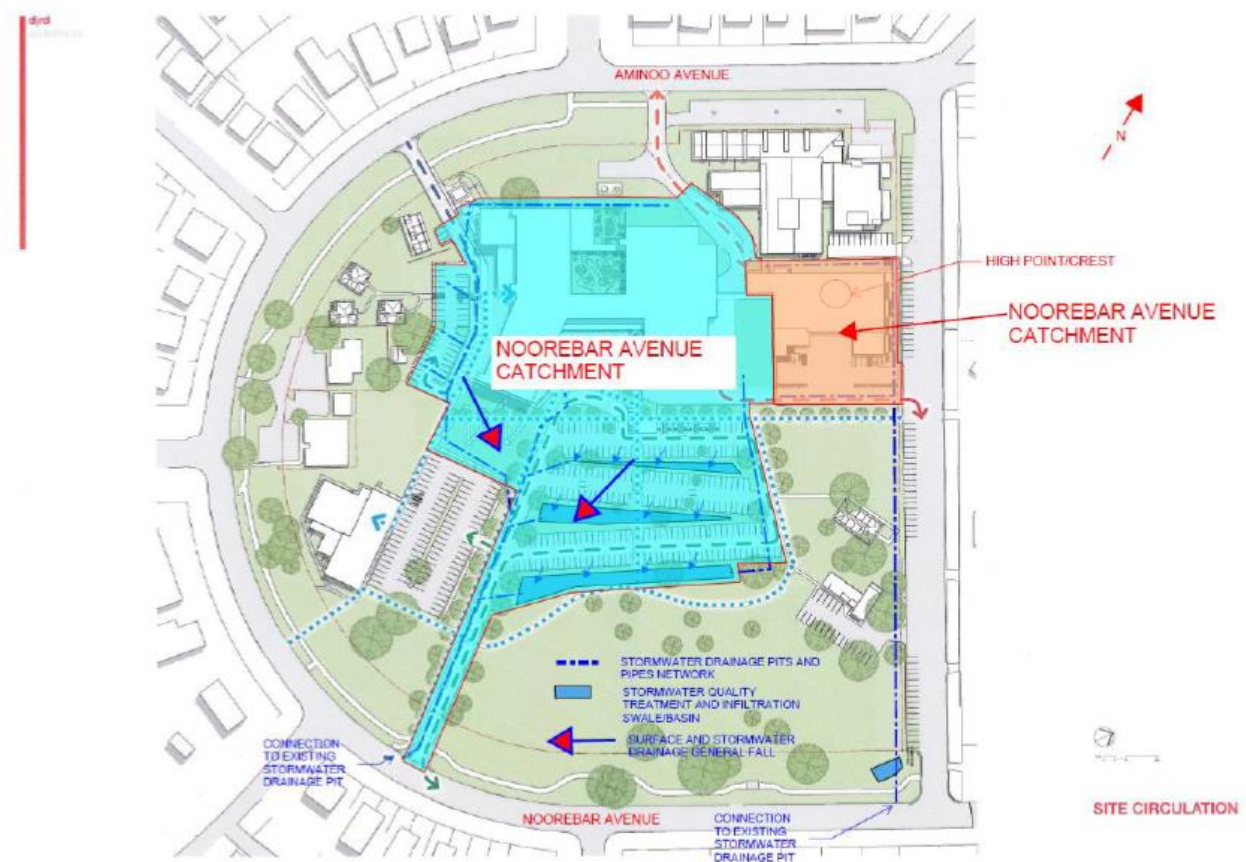 djrd
architects
AMINOO AVENUE
N
HIGH POINT/CREST
NOOREBAR AVENUE
CATCHMENT
NOOREBAR AVENUE
CATCHMENT
STORMWATER DRAINAGE PITS AND
PIPES NETWORK
STORMWATER QUALITY
TREATMENT AND INFILTRATION
SWALE/BASIN
SURFACE AND STORMWATER
DRAINAGE GENERAL FALL
CONNECTION
TO EXISTING
STORMWATER
DRAINAGE PIT
NOOREBAR AVENUE
CONNECTION
TO EXISTING
STORMWATER
DRAINAGE PIT
SITE CIRCULATION